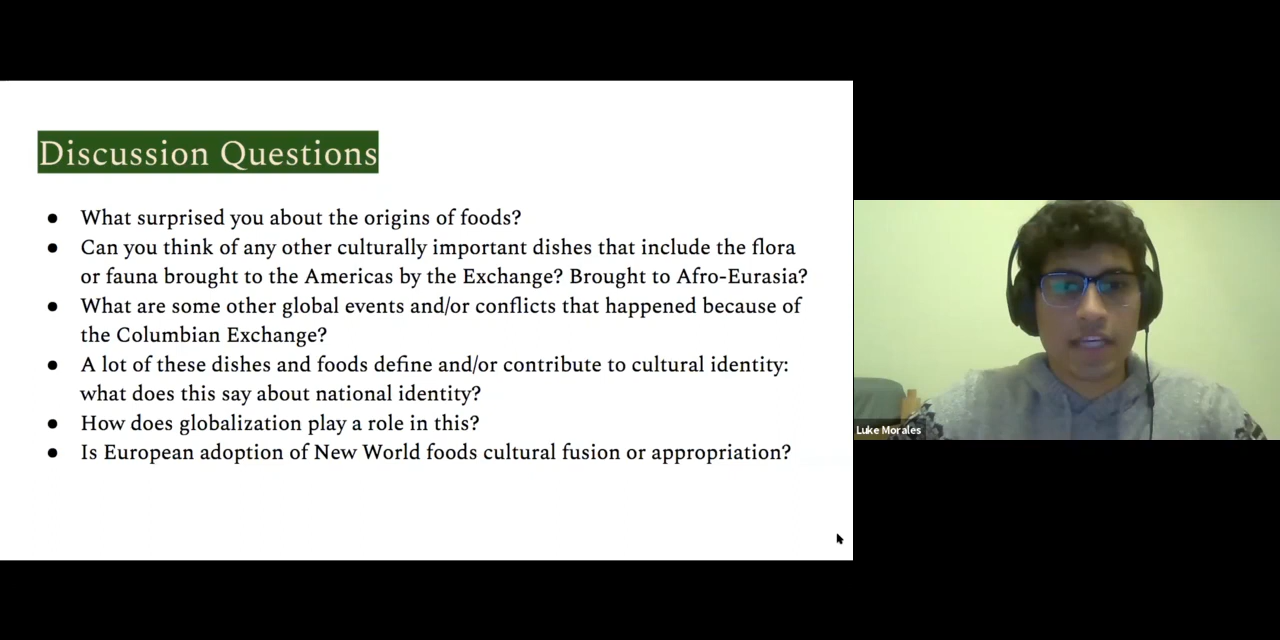 Discussion Questions
● What surprised you about the origins of foods?
● Can you think of any other culturally important dishes that include the flora
or fauna brought to the Americas by the Exchange? Brought to Afro-Eurasia?
● What are some other global events and/or conflicts that happened because of
the Columbian Exchange?
● A lot of these dishes and foods define and/or contribute to cultural identity:
what does this say about national identity?
● How does globalization play a role in this?
● Is European adoption of New World foods cultural fusion or appropriation?
Luke Morales